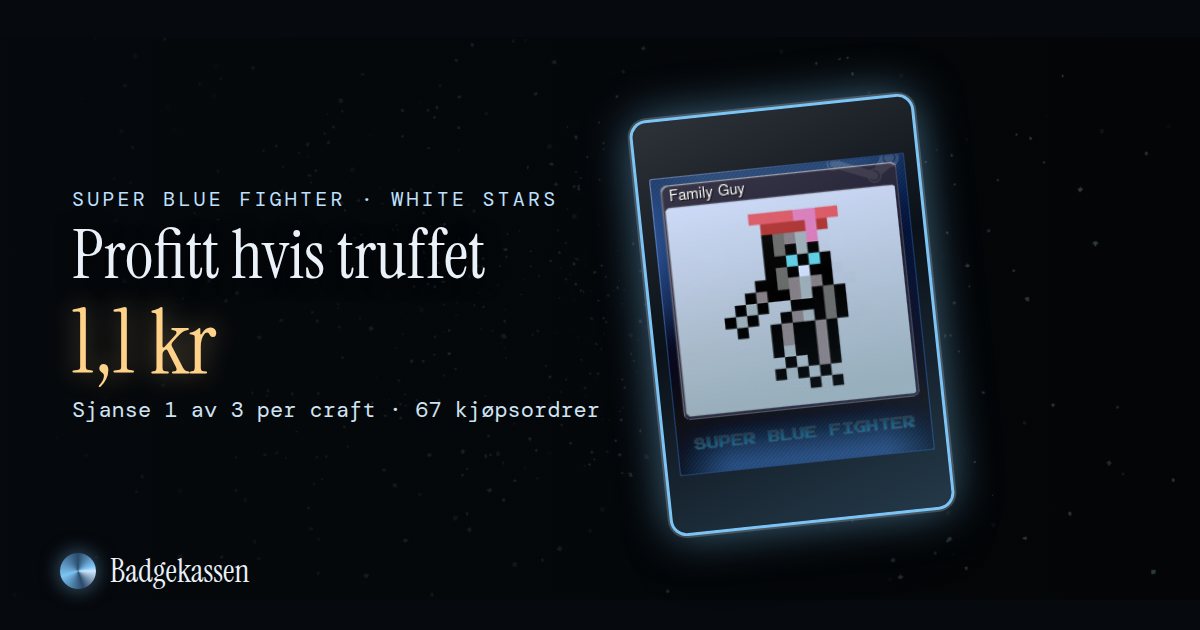 SUPER BLUE FIGHTER · WHITE STARS
Profitt hvis truffet
1,1 kr
Sjanse 1 av 3 per craft · 67 kjøpsordrer
Badgekassen
Family Guy
SUPER BLUE FIGHTER